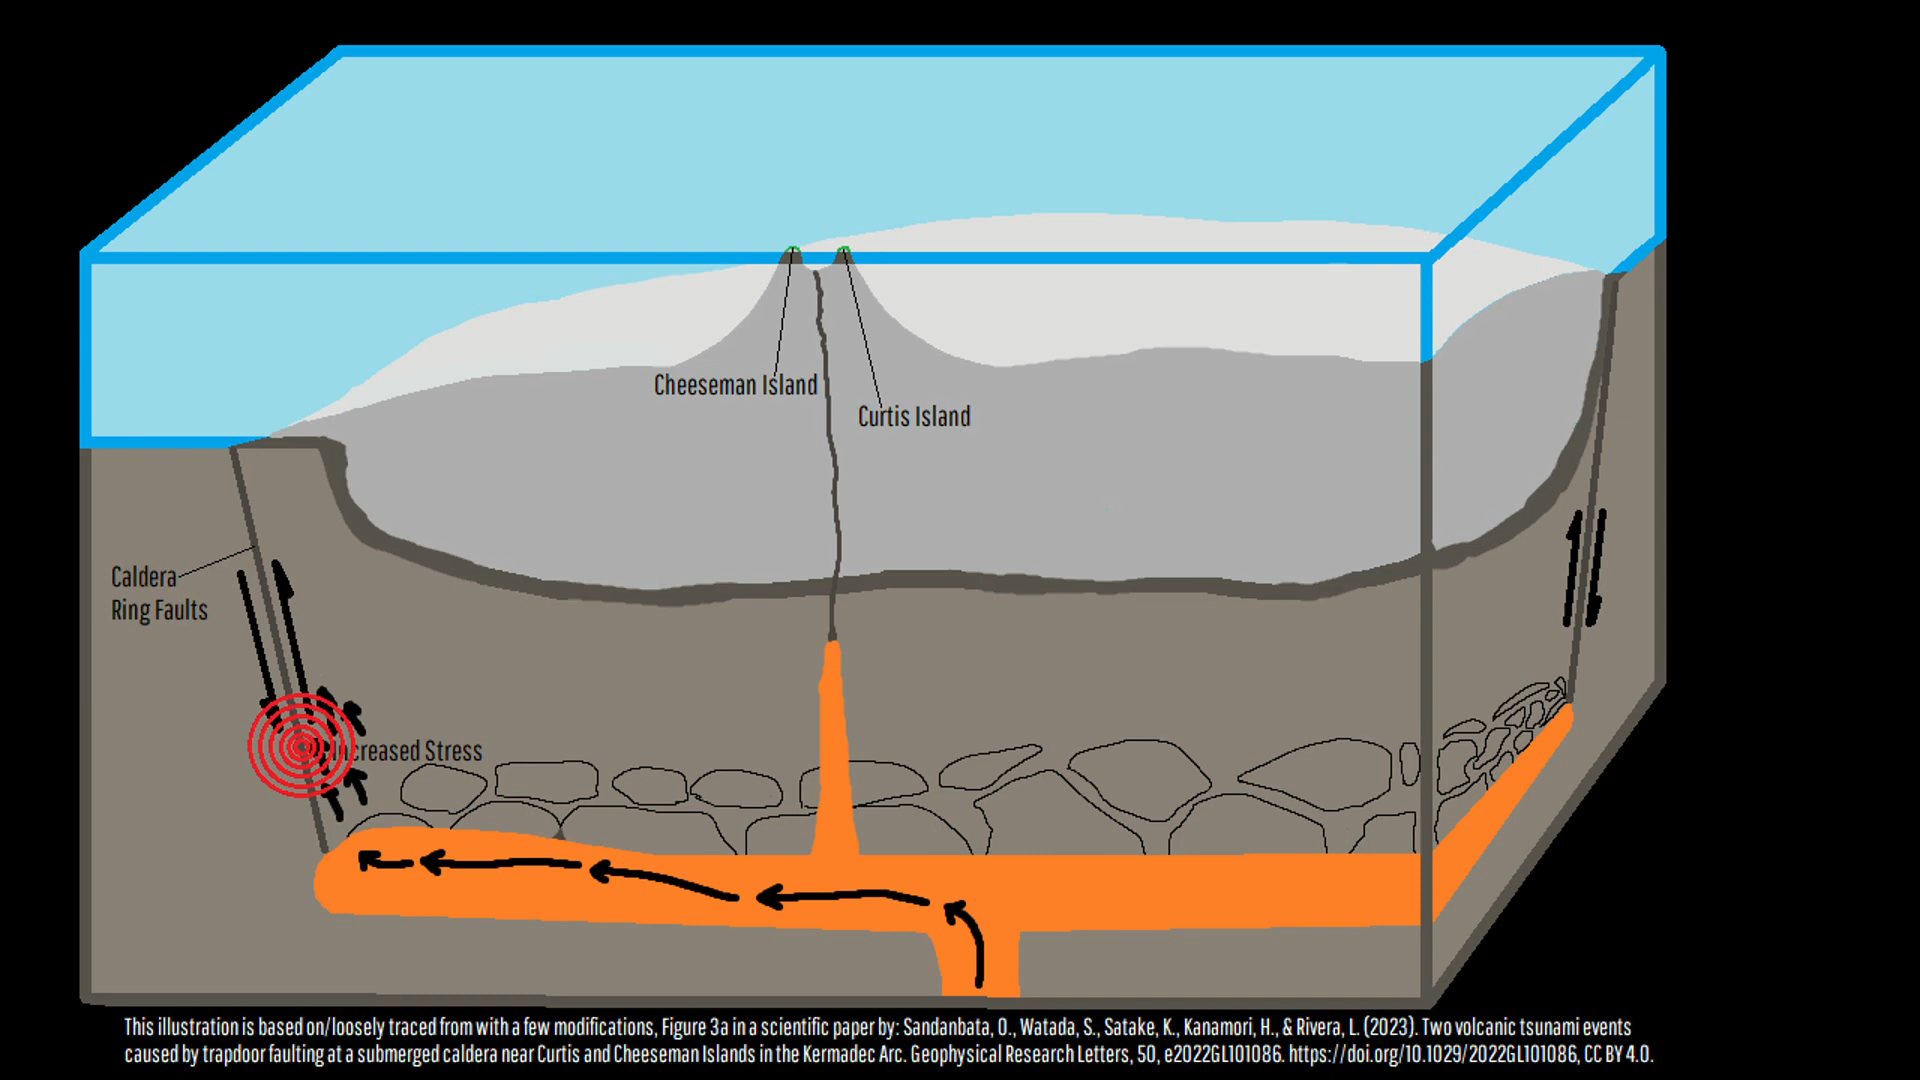 Cheeseman Island
Curtis Island
Caldera
Ring Faults
Increased Stress
This illustration is based on/loosely traced from with a few modifications, Figure 3a in a scientific paper by: Sandanbata, O., Watada, S., Satake, K., Kanamori, H., & Rivera, L. (2023). Two volcanic tsunami events
caused by trapdoor faulting at a submerged caldera near Curtis and Cheeseman Islands in the Kermadec Arc. Geophysical Research Letters, 50, e2022GL101086. https://doi.org/10.1029/2022GL101086, CC BY 4.0.